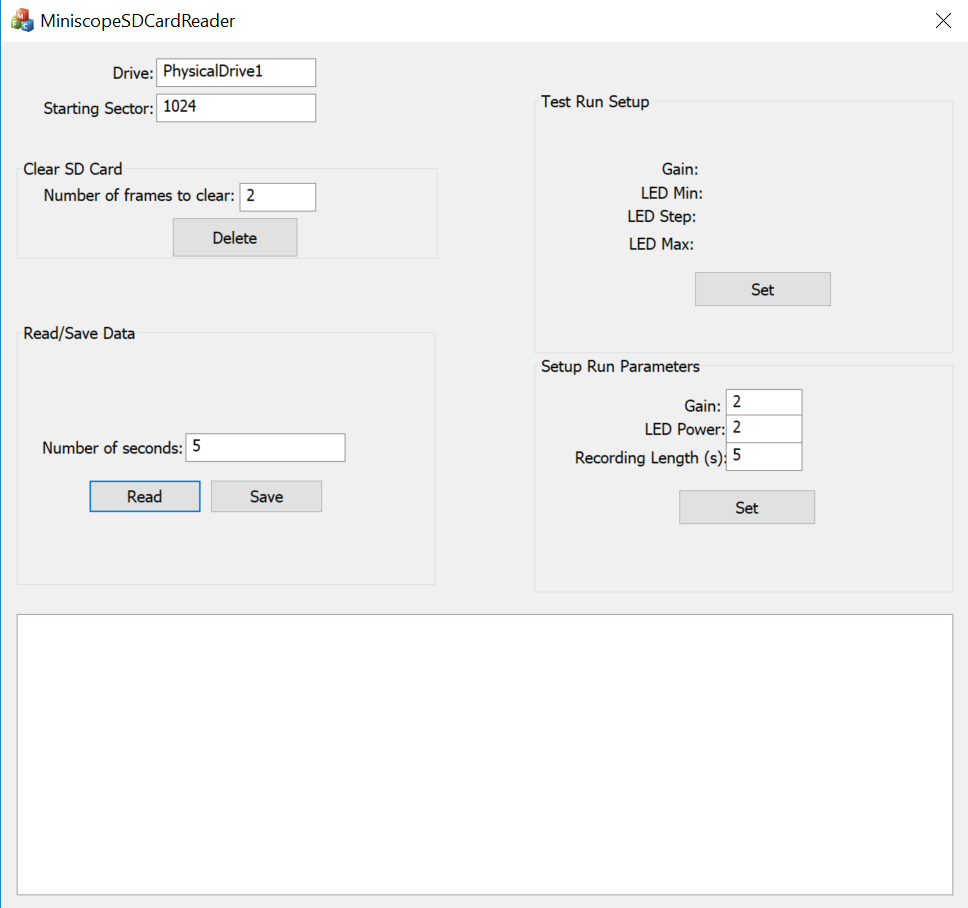 MiniscopeSDCardReader
Drive: PhysicalDrive1
Starting Sector: 1024
Clear SD Card
Number of frames to clear: 2
Delete
Read/Save Data
Number of seconds: 5
Read Save
Test Run Setup
Gain:
LED Min:
LED Step:
LED Max:
Set
Setup Run Parameters
Gain: 2
LED Power: 2
Recording Length (s): 5
Set